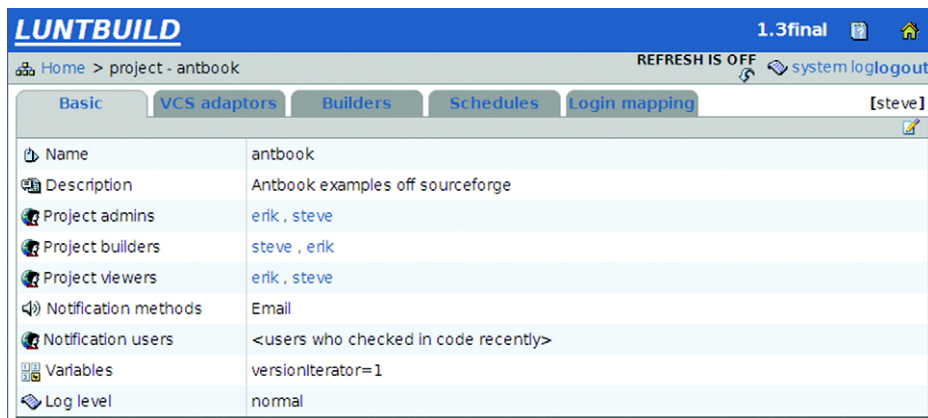 LUNTBUILD 1.3final
Home > project - antbook REFRESH IS OFF system log logout
Basic VCS adaptors Builders Schedules Login mapping [steve]
Name antbook
Description Antbook examples off sourceforge
Project admins erik , steve
Project builders steve , erik
Project viewers erik , steve
Notification methods Email
Notification users <users who checked in code recently>
Variables versionIterator=1
Log level normal